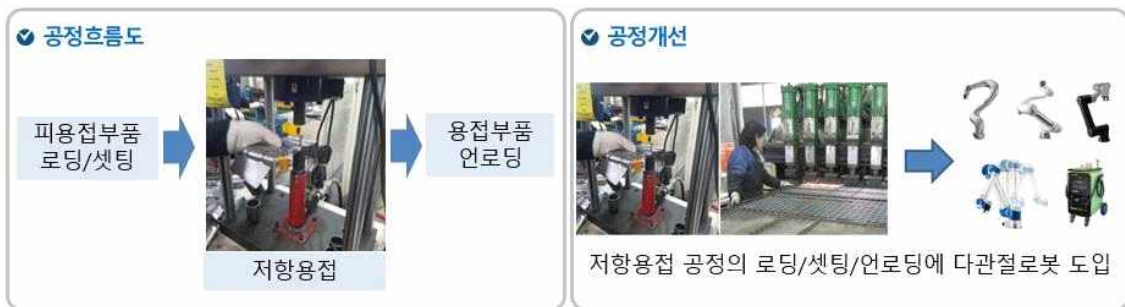 공정흐름도
피용접부품
로딩/셋팅
저항용접
용접부품
언로딩
공정개선
저항용접 공정의 로딩/셋팅/언로딩에 다관절로봇 도입